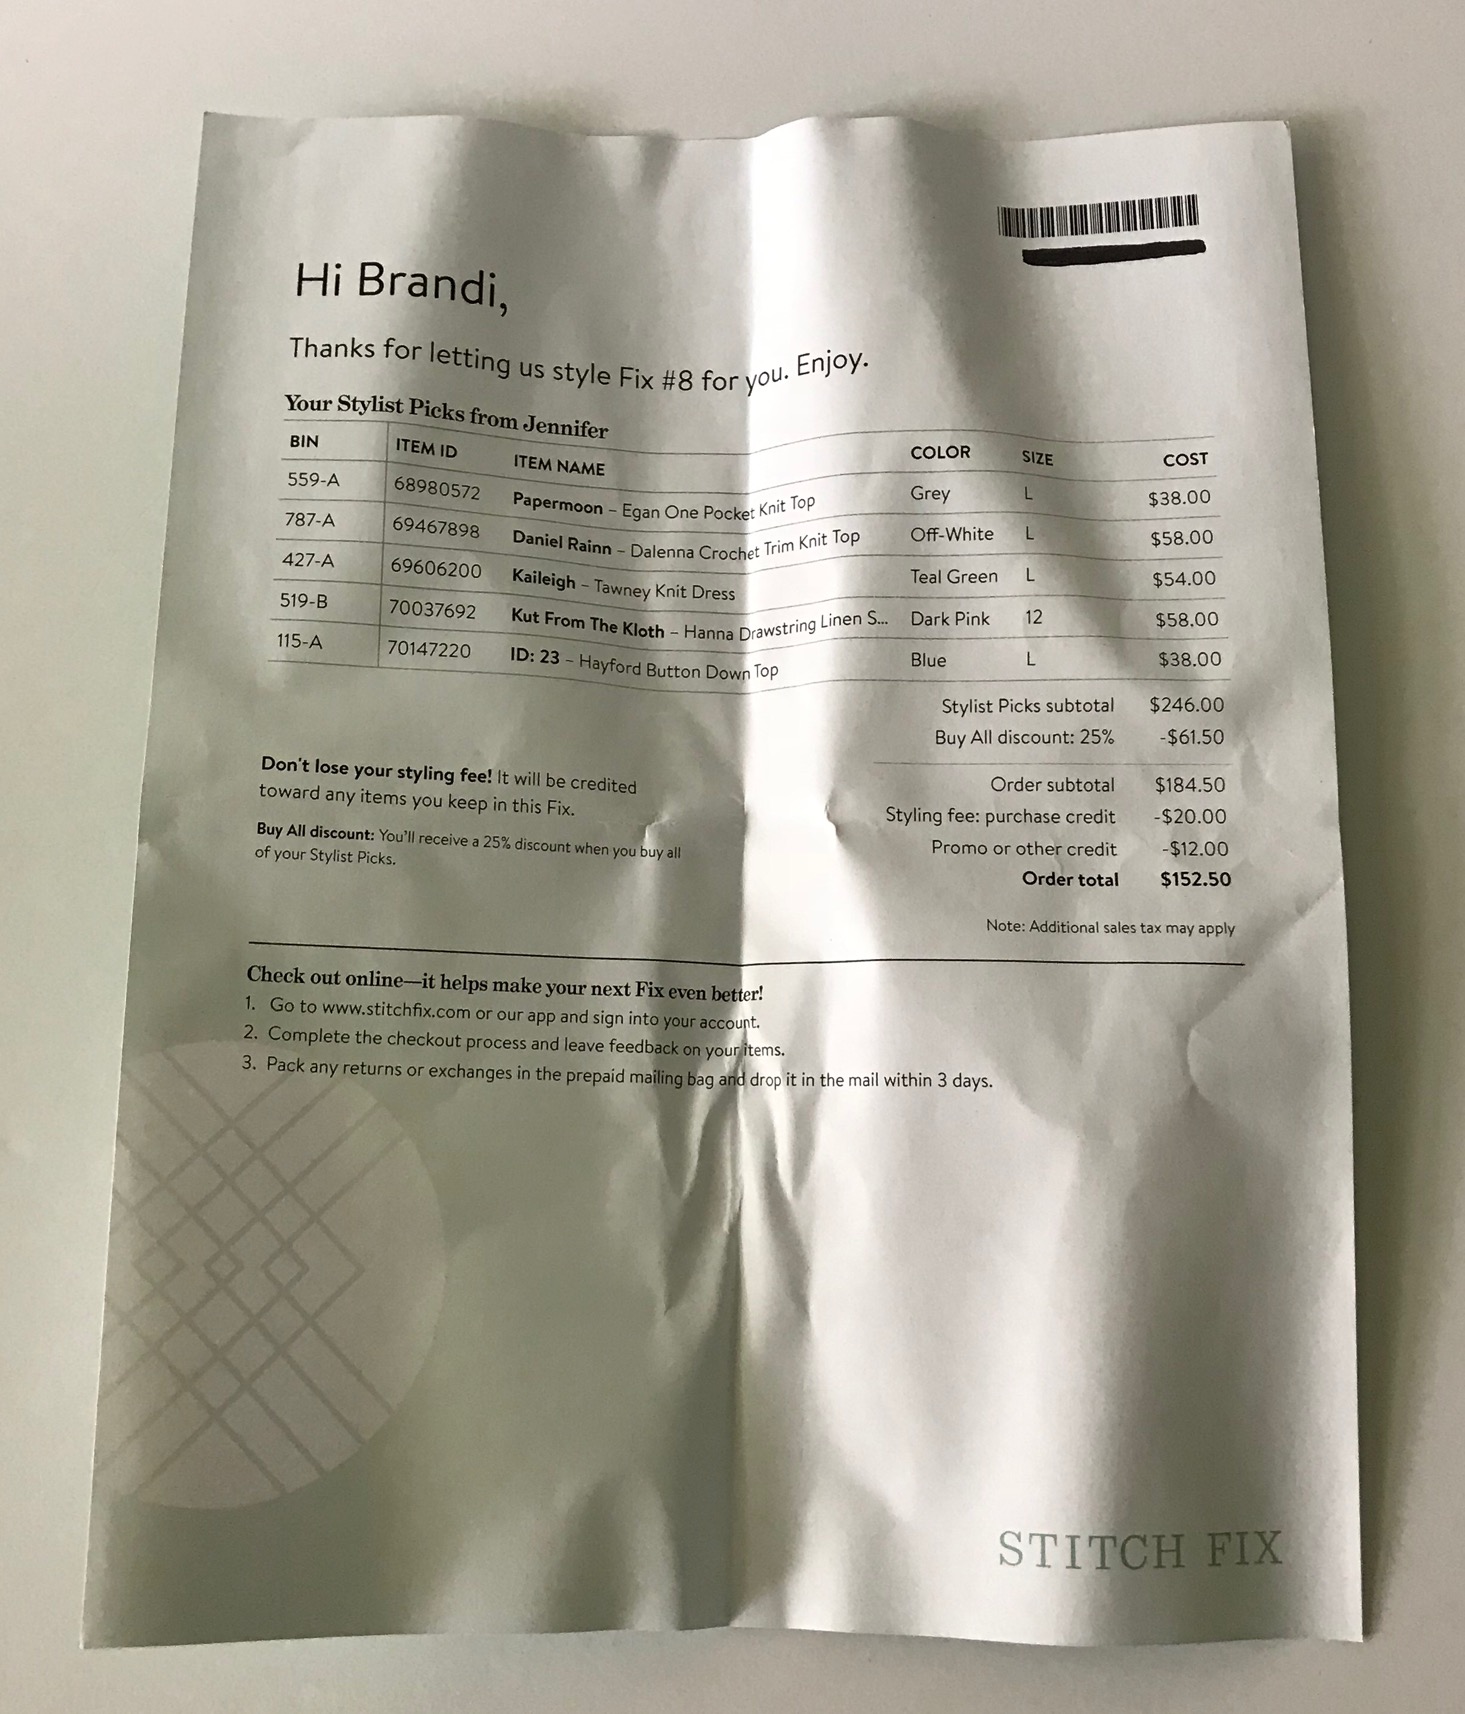 Hi Brandi,
Thanks for letting us style Fix #8 for you. Enjoy.
Your Stylist Picks from Jennifer
BIN ITEM ID ITEM NAME COLOR SIZE COST
559-A 68980572 Papermoon – Egan One Pocket Knit Top Grey L $38.00
787-A 69467898 Daniel Rainn – Dalenna Crochet Trim Knit Top Off-White L $58.00
427-A 69606200 Kaileigh – Tawney Knit Dress Teal Green L $54.00
519-B 70037692 Kut From The Kloth – Hanna Drawstring Linen S... Dark Pink 12 $58.00
115-A 70147220 ID: 23 – Hayford Button Down Top Blue L $38.00
Stylist Picks subtotal $246.00
Buy All discount: 25% -$61.50
Order subtotal $184.50
Styling fee: purchase credit -$20.00
Promo or other credit -$12.00
Order total $152.50
Note: Additional sales tax may apply
Don't lose your styling fee! It will be credited
toward any items you keep in this Fix.
Buy All discount: You'll receive a 25% discount when you buy all
of your Stylist Picks.
Check out online—it helps make your next Fix even better!
1. Go to www.stitchfix.com or our app and sign into your account.
2. Complete the checkout process and leave feedback on your items.
3. Pack any returns or exchanges in the prepaid mailing bag and drop it in the mail within 3 days.
STITCH FIX